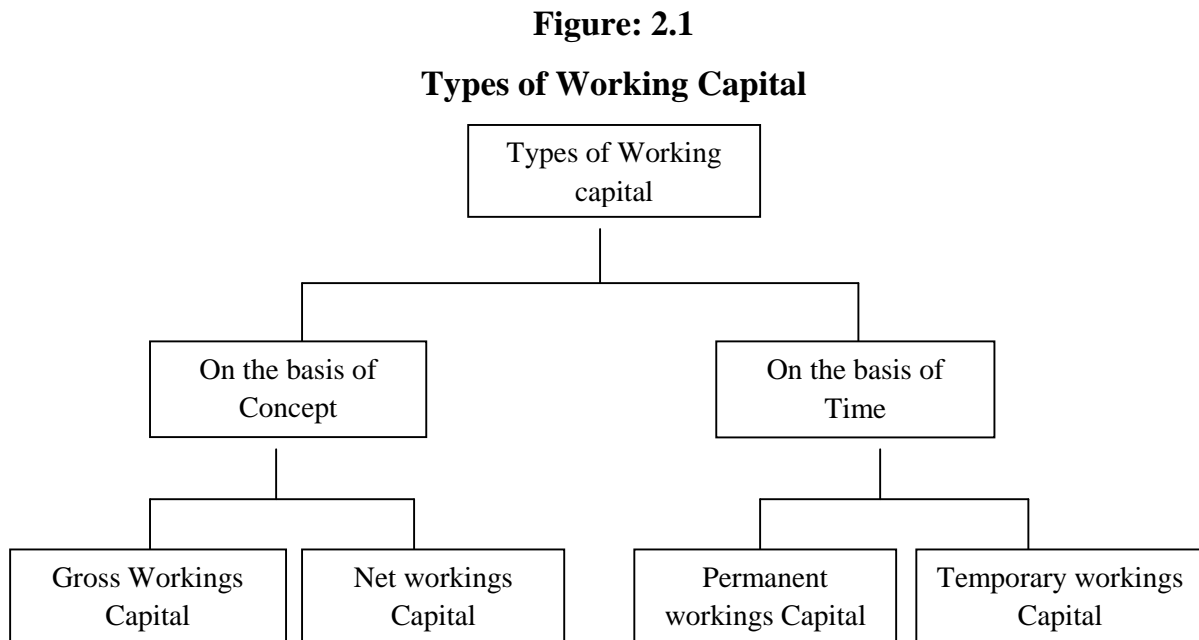 Figure: 2.1
Types of Working Capital
Types of Working
capital
On the basis of
Concept
On the basis of
Time
Gross Workings
Capital
Net workings
Capital
Permanent
workings Capital
Temporary workings
Capital